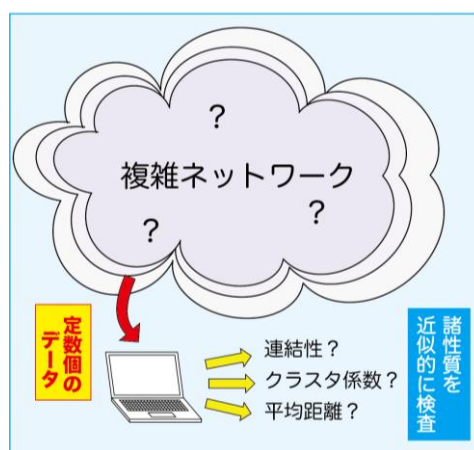 ?
複雑ネットワーク
?
?
定数個の
データ
連結性?
クラスタ係数?
平均距離?
諸性質を
近似的に検査